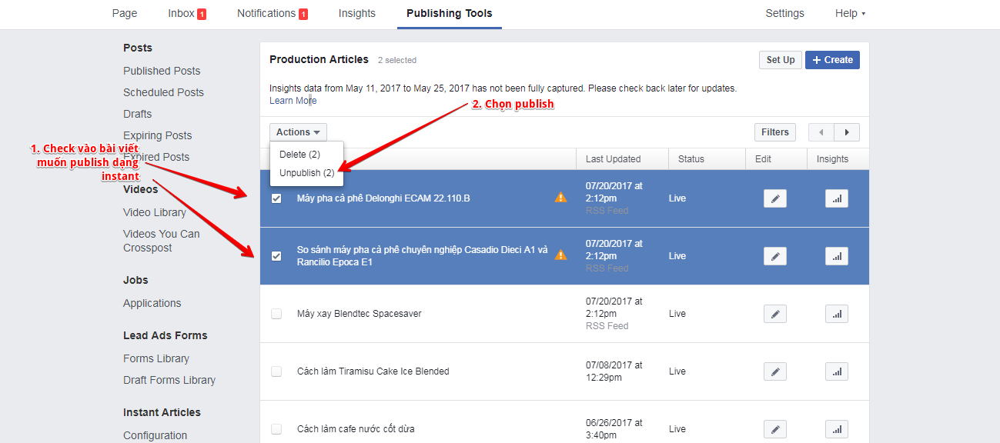 Page
Inbox 1
Notifications 1
Insights
Publishing Tools
Settings
Help
Posts
Published Posts
Scheduled Posts
Drafts
Expiring Posts
Expired Posts
Videos
Video Library
Videos You Can
Crosspost
Jobs
Applications
Lead Ads Forms
Forms Library
Draft Forms Library
Instant Articles
Configuration
1. Check vào bài viết
muốn publish dạng
instant
Production Articles 2 selected
Set Up
+ Create
Insights data from May 11, 2017 to May 25, 2017 has not been fully captured. Please check back later for updates.
Learn More
2. Chọn publish
Actions
Filters
Delete (2)
Unpublish (2)
Last Updated
Status
Edit
Insights
Máy pha cà phê Delonghi ECAM 22.110.B
07/20/2017 at
2:12pm
RSS Feed
Live
So sánh máy pha cà phê chuyên nghiệp Casadio Dieci A1 và
Rancilio Epoca E1
07/20/2017 at
2:12pm
RSS Feed
Live
Máy xay Blendtec Spacesaver
07/20/2017 at
2:12pm
RSS Feed
Live
Cách làm Tiramisu Cake Ice Blended
07/08/2017 at
12:29pm
Live
Cách làm cafe nước cốt dừa
06/26/2017 at
3:40pm
Live